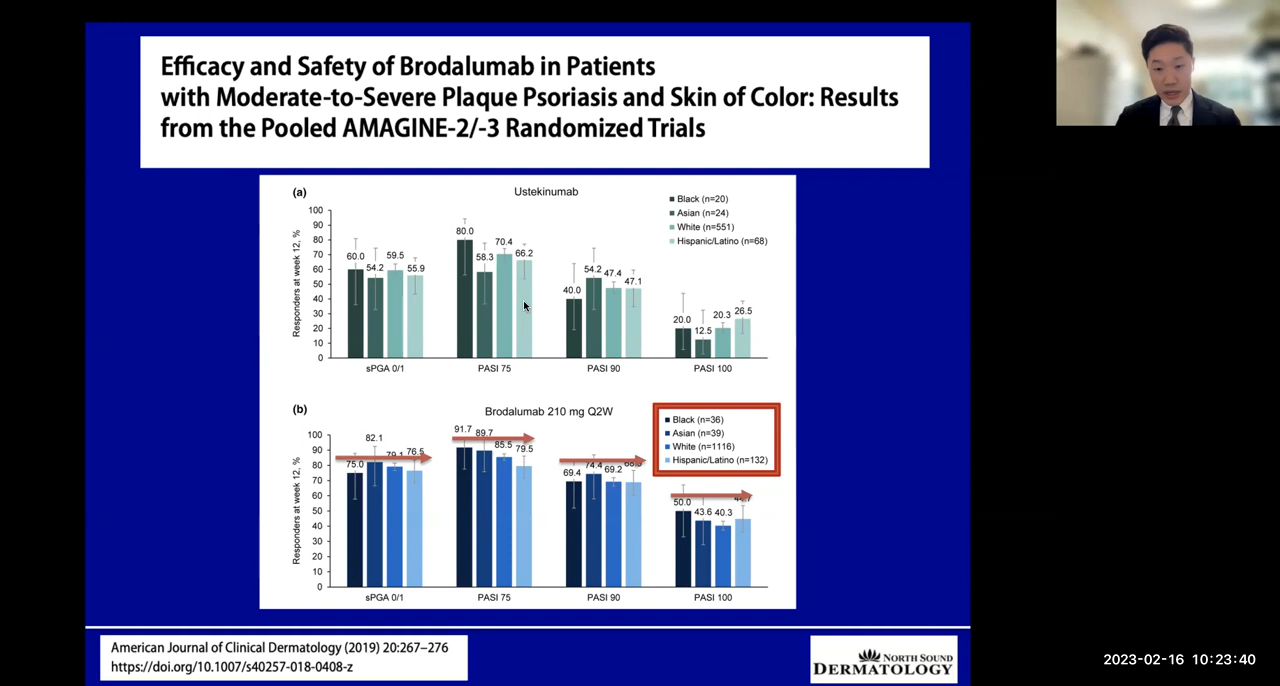 Efficacy and Safety of Brodalumab in Patients
with Moderate-to-Severe Plaque Psoriasis and Skin of Color: Results
from the Pooled AMAGINE-2/-3 Randomized Trials
(a)
Ustekinumab
Black (n=20)
Asian (n=24)
White (n=551)
Hispanic/Latino (n=68)
Responders at week 12, %
100
90
80
70
60
50
40
30
20
10
0
60.0 54.2 59.5 55.9
80.0 58.3 70.4 66.2
40.0 54.2 47.4 47.1
20.0 12.5 20.3 26.5
sPGA 0/1 PASI 75 PASI 90 PASI 100
(b)
Brodalumab 210 mg Q2W
Black (n=36)
Asian (n=39)
White (n=1116)
Hispanic/Latino (n=132)
Responders at week 12, %
100
90
80
70
60
50
40
30
20
10
0
75.0 82.1 79.1 76.5
91.7 89.7 85.5 79.5
69.4 74.4 69.2
50.0 43.6 40.3
sPGA 0/1 PASI 75 PASI 90 PASI 100
American Journal of Clinical Dermatology (2019) 20:267–276
https://doi.org/10.1007/s40257-018-0408-z
NORTH SOUND
DERMATOLOGY
2023-02-16 10:23:40